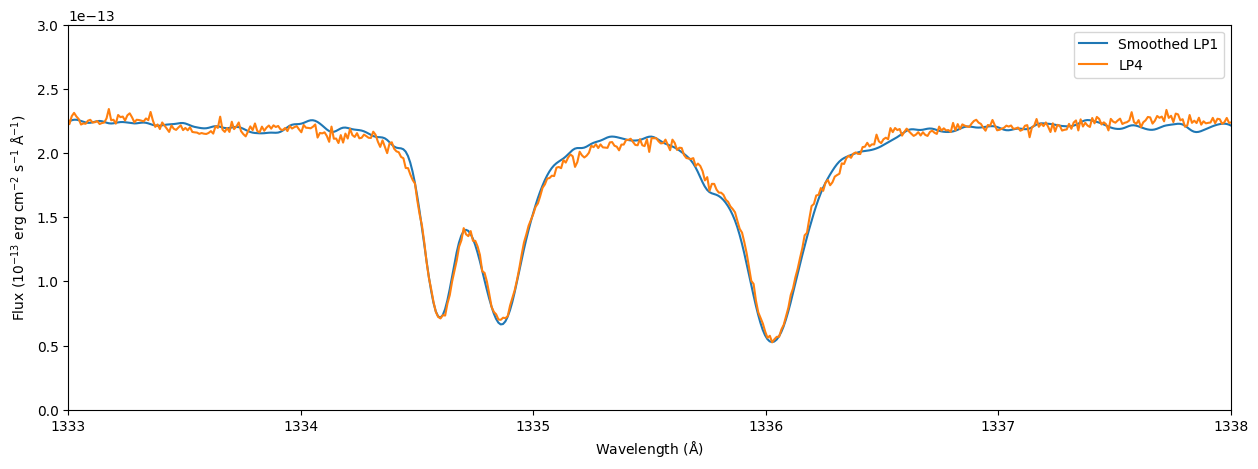 1e−13
3.0
2.5
2.0
1.5
1.0
0.5
0.0
Flux (10⁻¹³ erg cm⁻² s⁻¹ Å⁻¹)
Smoothed LP1
LP4
1333 1334 1335 1336 1337 1338
Wavelength (Å)